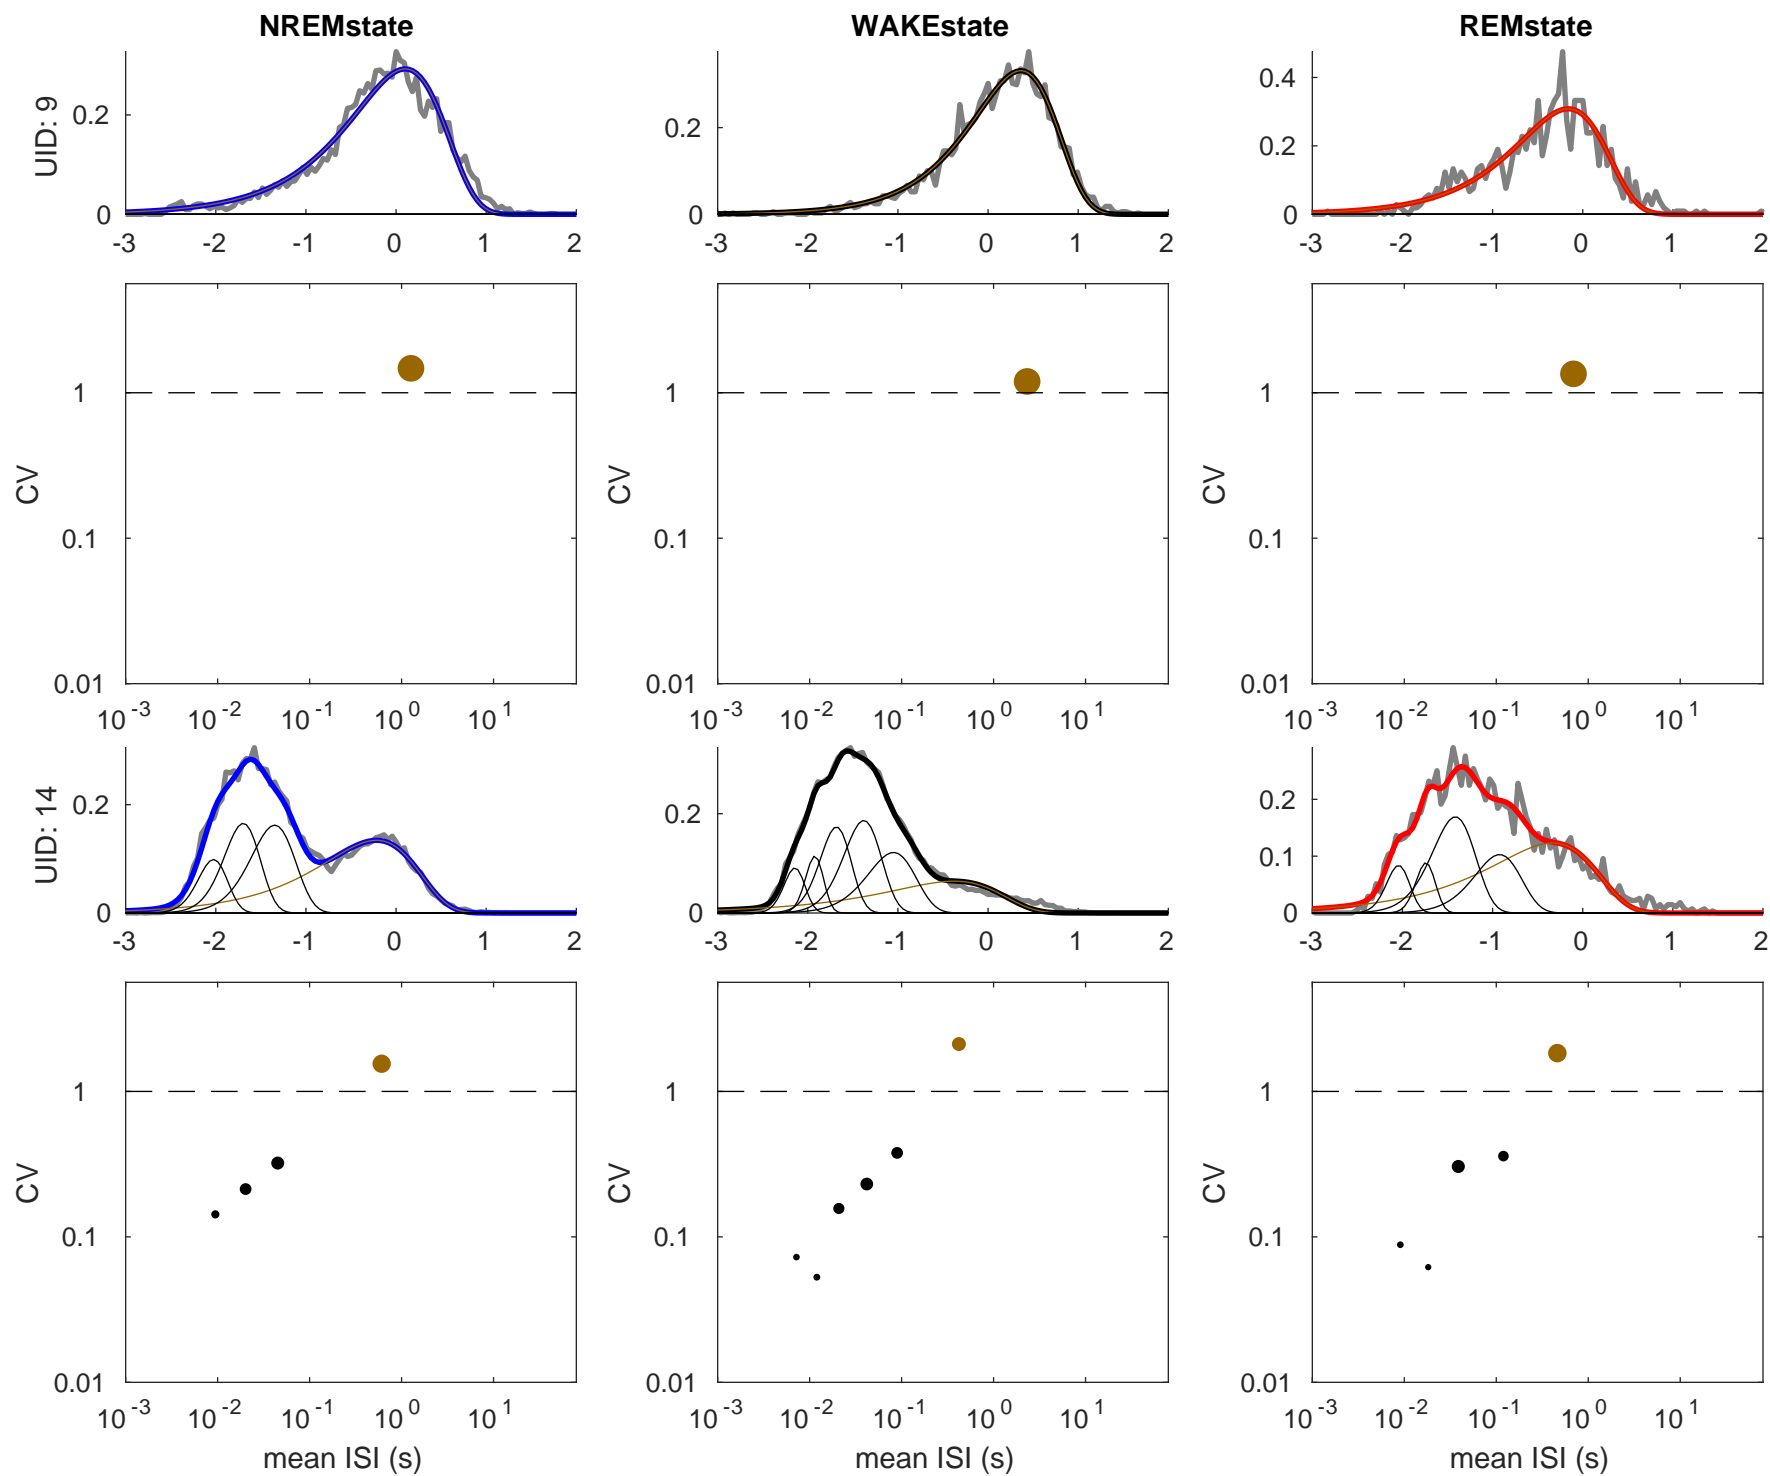 NREMstate WAKEstate REMstate
UID: 9
0.2 0.2 0.4
0.2
0 0 0
-3 -2 -1 0 1 2 -3 -2 -1 0 1 2 -3 -2 -1 0 1 2
1 1 1
CV CV CV
0.1 0.1 0.1
0.01 0.01 0.01
10^-3 10^-2 10^-1 10^0 10^1 10^-3 10^-2 10^-1 10^0 10^1 10^-3 10^-2 10^-1 10^0 10^1
UID: 14
0.2 0.2 0.2
0.1
0 0 0
-3 -2 -1 0 1 2 -3 -2 -1 0 1 2 -3 -2 -1 0 1 2
1 1 1
CV CV CV
0.1 0.1 0.1
0.01 0.01 0.01
10^-3 10^-2 10^-1 10^0 10^1 10^-3 10^-2 10^-1 10^0 10^1 10^-3 10^-2 10^-1 10^0 10^1
mean ISI (s) mean ISI (s) mean ISI (s)